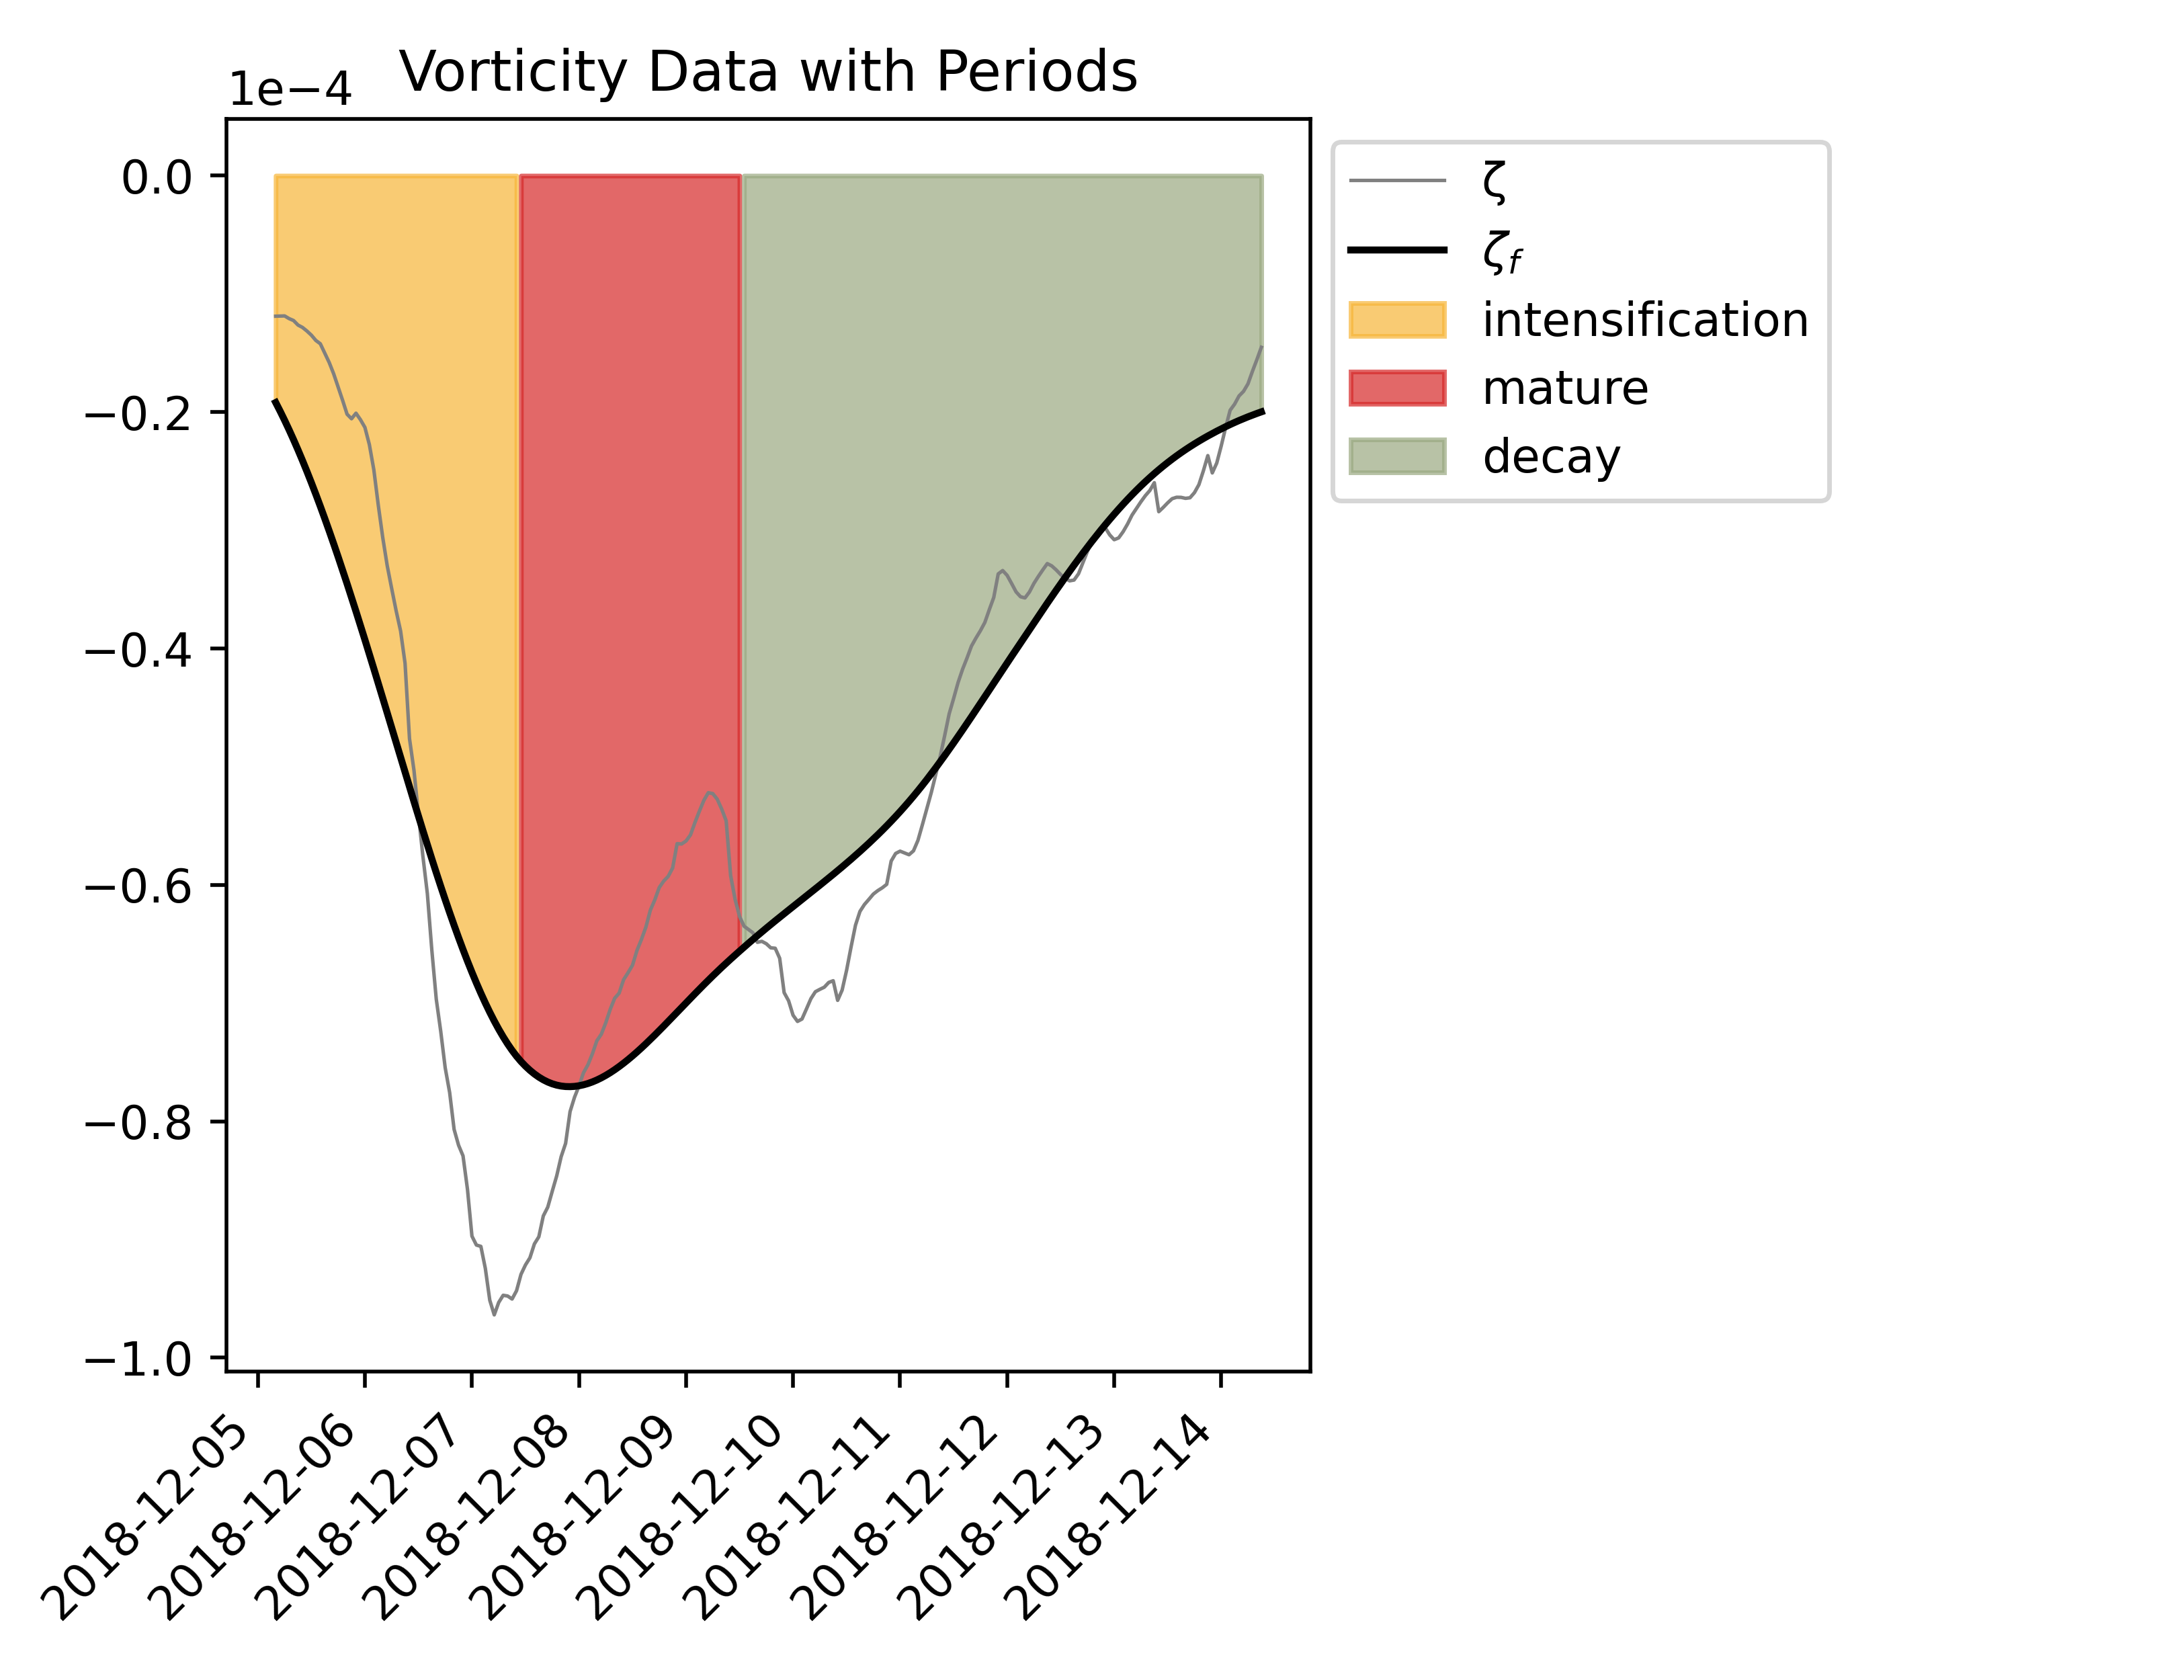 Vorticity Data with Periods
1e−4
0.0
−0.2
−0.4
−0.6
−0.8
−1.0
2018-12-05
2018-12-06
2018-12-07
2018-12-08
2018-12-09
2018-12-10
2018-12-11
2018-12-12
2018-12-13
2018-12-14
ζ
ζf
intensification
mature
decay